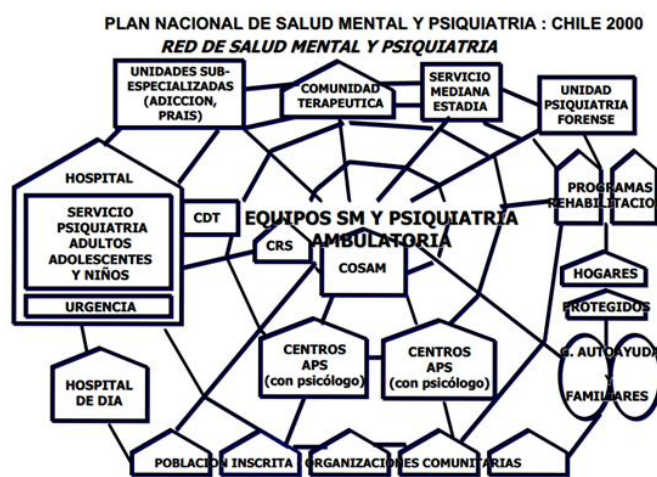 PLAN NACIONAL DE SALUD MENTAL Y PSIQUIATRIA : CHILE 2000
RED DE SALUD MENTAL Y PSIQUIATRIA
UNIDADES SUB-
ESPECIALIZADAS
(ADICCION,
PRAIS)
COMUNIDAD
TERAPEUTICA
SERVICIO
MEDIANA
ESTADIA
UNIDAD
PSIQUIATRIA
FORENSE
HOSPITAL
SERVICIO
PSIQUIATRIA
ADULTOS
ADOLESCENTES
Y NIÑOS
URGENCIA
CDT
EQUIPOS SM Y PSIQUIATRIA
AMBULATORIA
CRS
COSAM
PROGRAMAS
REHABILITACIO
HOGARES
PROTEGIDOS
CENTROS
APS
(con psicólogo)
CENTROS
APS
(con psicólogo)
G. AUTOAYUDA
Y
FAMILIARES
HOSPITAL
DE DIA
POBLACION INSCRITA
ORGANIZACIONES COMUNITARIAS